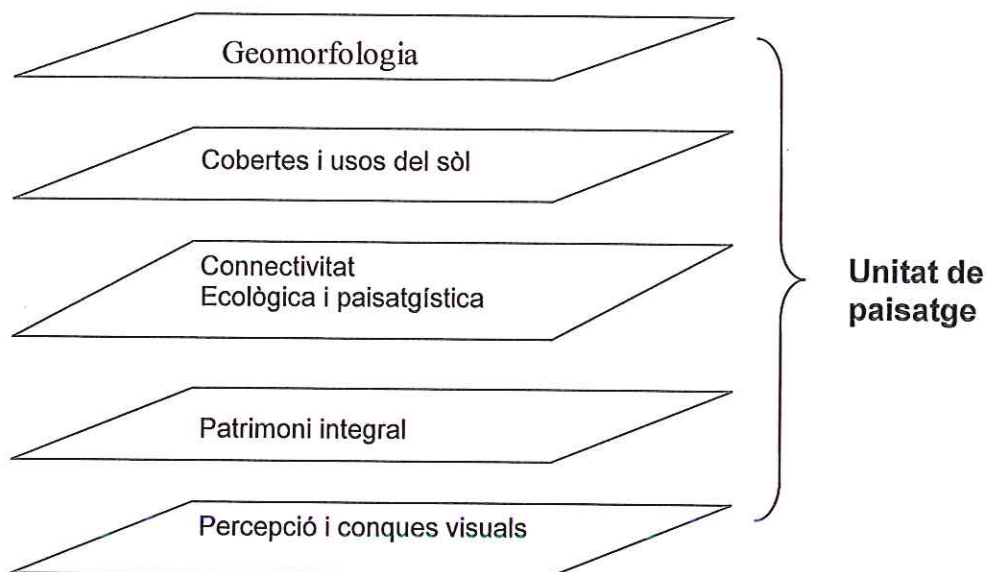 Geomorfologia
Cobertes i usos del sòl
Connectivitat
Ecològica i paisatgística
Patrimoni integral
Percepció i conques visuals
Unitat de
paisatge